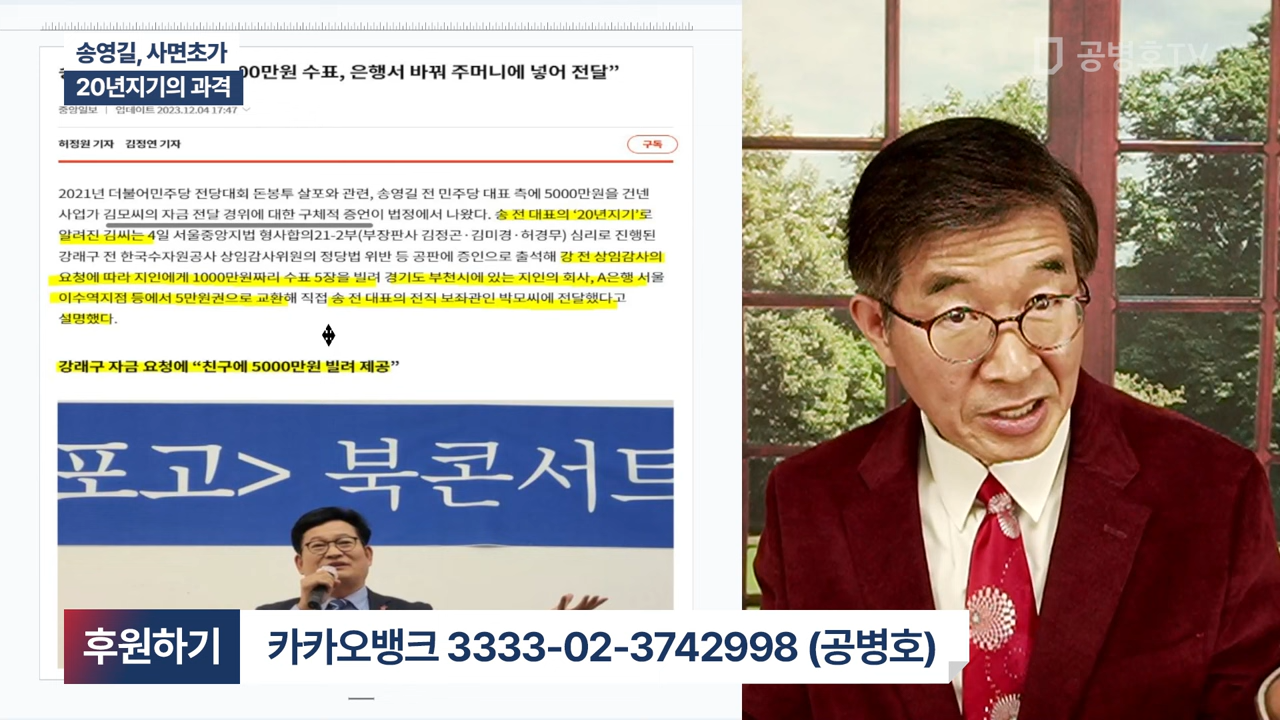 송영길, 사면초가
20년지기의 과격
00만원 수표, 은행서 바꿔 주머니에 넣어 전달”
중앙일보 | 업데이트 2023.12.04 17:47
허정원 기자 김정연 기자
구독
2021년 더불어민주당 전당대회 돈봉투 살포와 관련, 송영길 전 민주당 대표 측에 5000만원을 건넨
사업가 김모씨의 자금 전달 경위에 대한 구체적 증언이 법정에서 나왔다. 송 전 대표의 ‘20년지기’로
알려진 김씨는 4일 서울중앙지법 형사합의21-2부(부장판사 김정곤·김미경·허경무) 심리로 진행된
강래구 전 한국수자원공사 상임감사위원의 정당법 위반 등 공판에 증인으로 출석해 강 전 상임감사의
요청에 따라 지인에게 1000만원짜리 수표 5장을 빌려 경기도 부천시에 있는 지인의 회사, A은행 서울
이수역지점 등에서 5만원권으로 교환해 직접 송 전 대표의 전직 보좌관인 박모씨에 전달했다고
설명했다.
강래구 자금 요청에 “친구에 5000만원 빌려 제공”
포고> 북콘서트
공병호TV
후원하기
카카오뱅크 3333-02-3742998 (공병호)